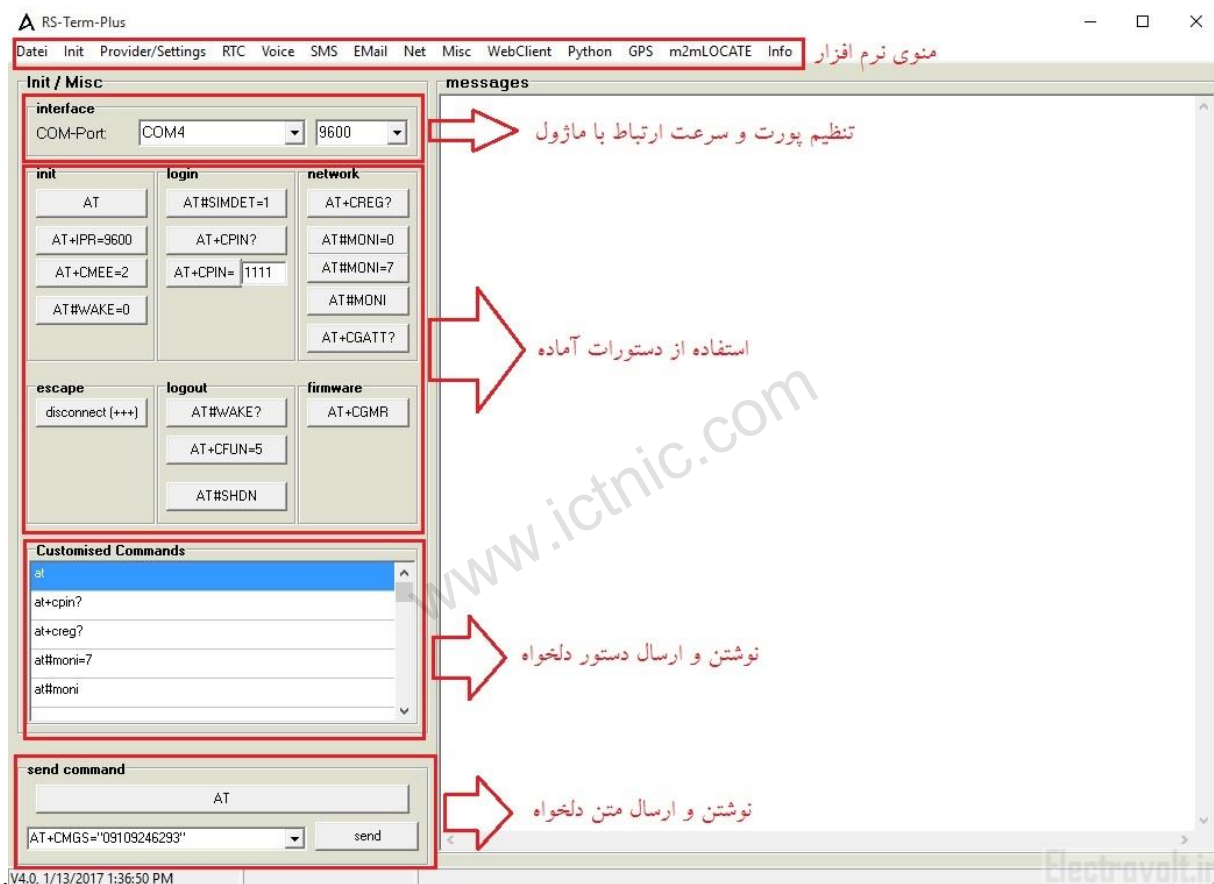 RS-Term-Plus
Datei Init Provider/Settings RTC Voice SMS EMail Net Misc WebClient Python GPS m2mLOCATE Info
منوی نرم افزار
Init / Misc
messages
interface
COM-Port: COM4 9600
تنظیم پورت و سرعت ارتباط با ماژول
init login network
AT AT#SIMDET=1 AT+CREG?
AT+IPR=9600 AT+CPIN? AT#MONI=0
AT+CMEE=2 AT+CPIN= 1111 AT#MONI=7
AT#WAKE=0 AT#MONI
AT+CGATT?
استفاده از دستورات آماده
escape logout firmware
disconnect (+++) AT#WAKE? AT+CGMR
AT+CFUN=5
AT#SHDN
www.ictnic.com
Customised Commands
at
at+cpin?
at+creg?
at#moni=7
at#moni
نوشتن و ارسال دستور دلخواه
send command
AT
AT+CMGS="09109246293" send
نوشتن و ارسال متن دلخواه
Electrovolt.ir
V4.0, 1/13/2017 1:36:50 PM